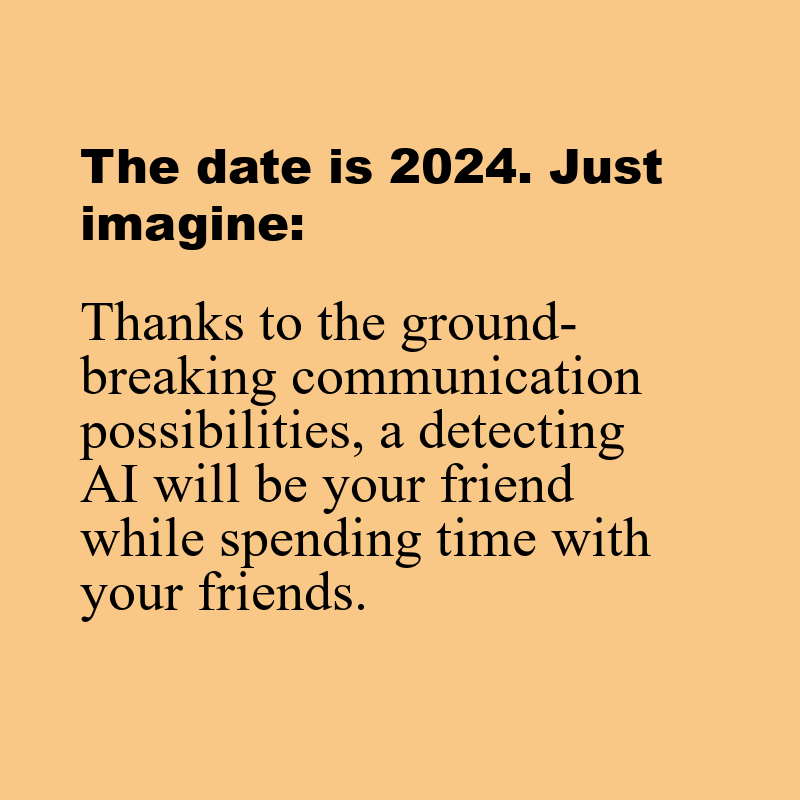 The date is 2024. Just
imagine:
Thanks to the ground-
breaking communication
possibilities, a detecting
AI will be your friend
while spending time with
your friends.